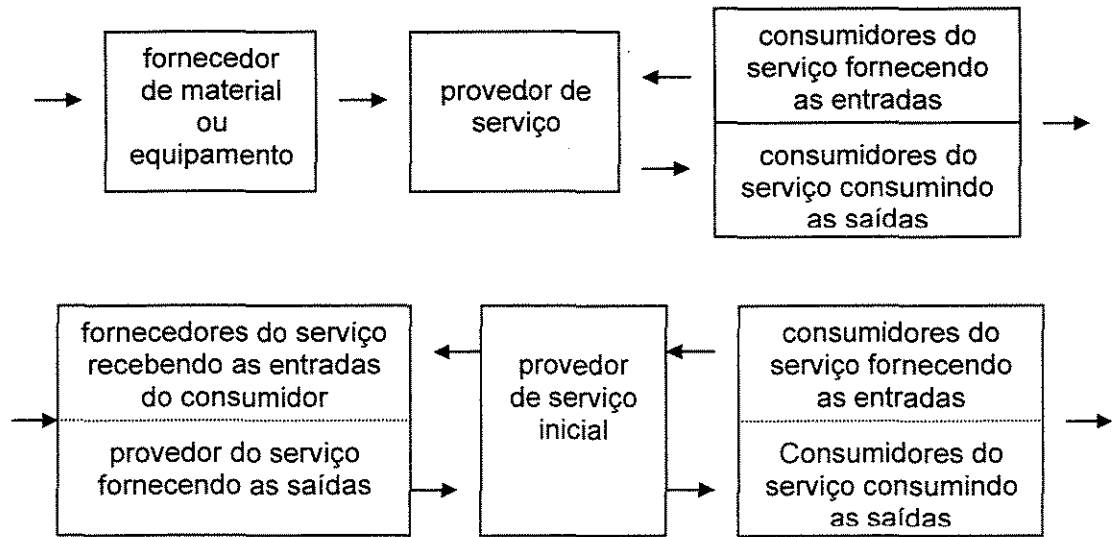 fornecedor
de material
ou
equipamento
provedor de
serviço
consumidores do
serviço fornecendo
as entradas
consumidores do
serviço consumindo
as saídas
fornecedores do serviço
recebendo as entradas
do consumidor
provedor do serviço
fornecendo as saídas
provedor
de serviço
inicial
consumidores do
serviço fornecendo
as entradas
Consumidores do
serviço consumindo
as saídas